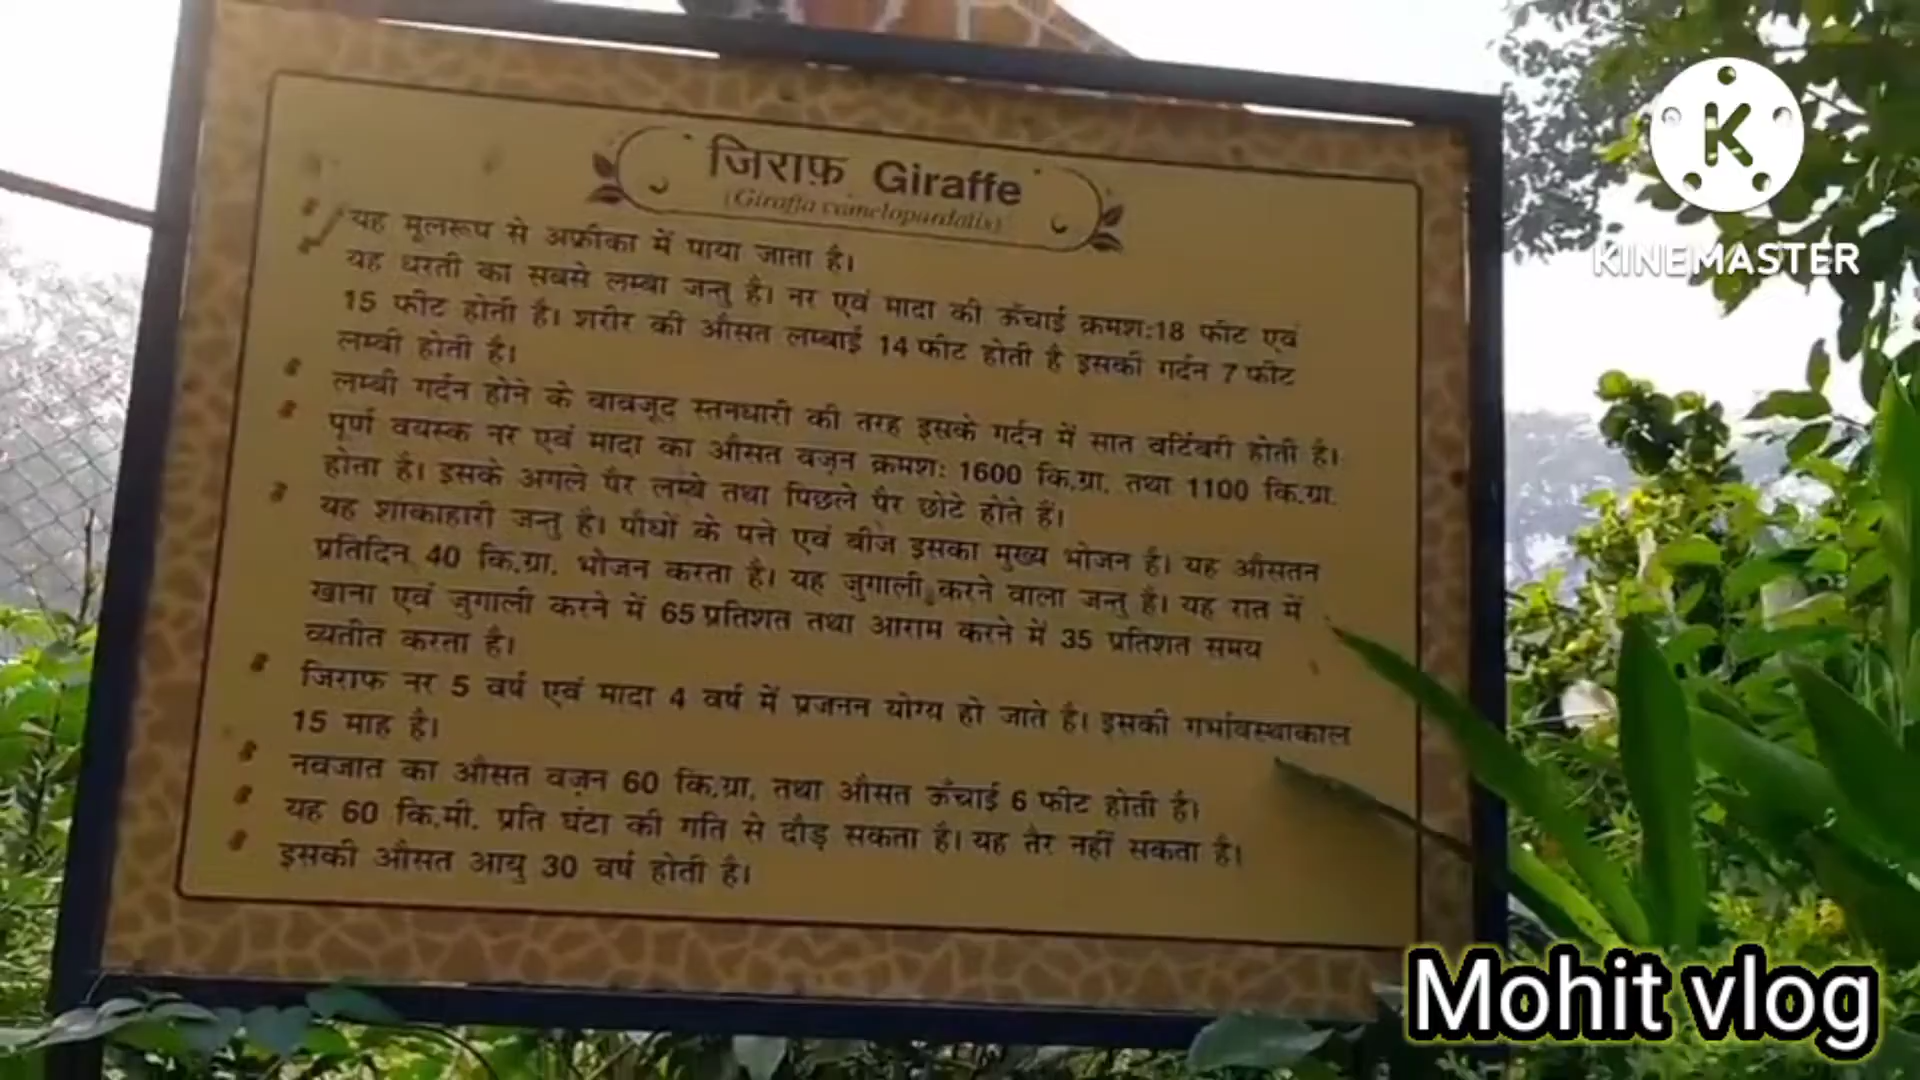 जिराफ़ Giraffe
(Giraffa camelopardalis)
यह मूलरूप से अफ्रीका में पाया जाता है।
यह धरती का सबसे लम्बा जन्तु है। नर एवं मादा की ऊँचाई क्रमश:18 फीट एवं
15 फीट होती है। शरीर की औसत लम्बाई 14 फीट होती है इसकी गर्दन 7 फीट
लम्बी होती है।
लम्बी गर्दन होने के बावजूद स्तनधारी की तरह इसके गर्दन में सात वर्टिबरी होती है।
पूर्ण वयस्क नर एवं मादा का औसत वज़न क्रमश: 1600 कि.ग्रा. तथा 1100 कि.ग्रा.
होता है। इसके अगले पैर लम्बे तथा पिछले पैर छोटे होते हैं।
यह शाकाहारी जन्तु है। पौधों के पत्ते एवं बीज इसका मुख्य भोजन है। यह औसतन
प्रतिदिन 40 कि.ग्रा. भोजन करता है। यह जुगाली करने वाला जन्तु है। यह रात में
खाना एवं जुगाली करने में 65 प्रतिशत तथा आराम करने में 35 प्रतिशत समय
व्यतीत करता है।
जिराफ नर 5 वर्ष एवं मादा 4 वर्ष में प्रजनन योग्य हो जाते है। इसकी गर्भावस्थाकाल
15 माह है।
नवजात का औसत वज़न 60 कि.ग्रा. तथा औसत ऊँचाई 6 फीट होती है।
यह 60 कि.मी. प्रति घंटा की गति से दौड़ सकता है। यह तैर नहीं सकता है।
इसकी औसत आयु 30 वर्ष होती है।
K
KINEMASTER
Mohit vlog